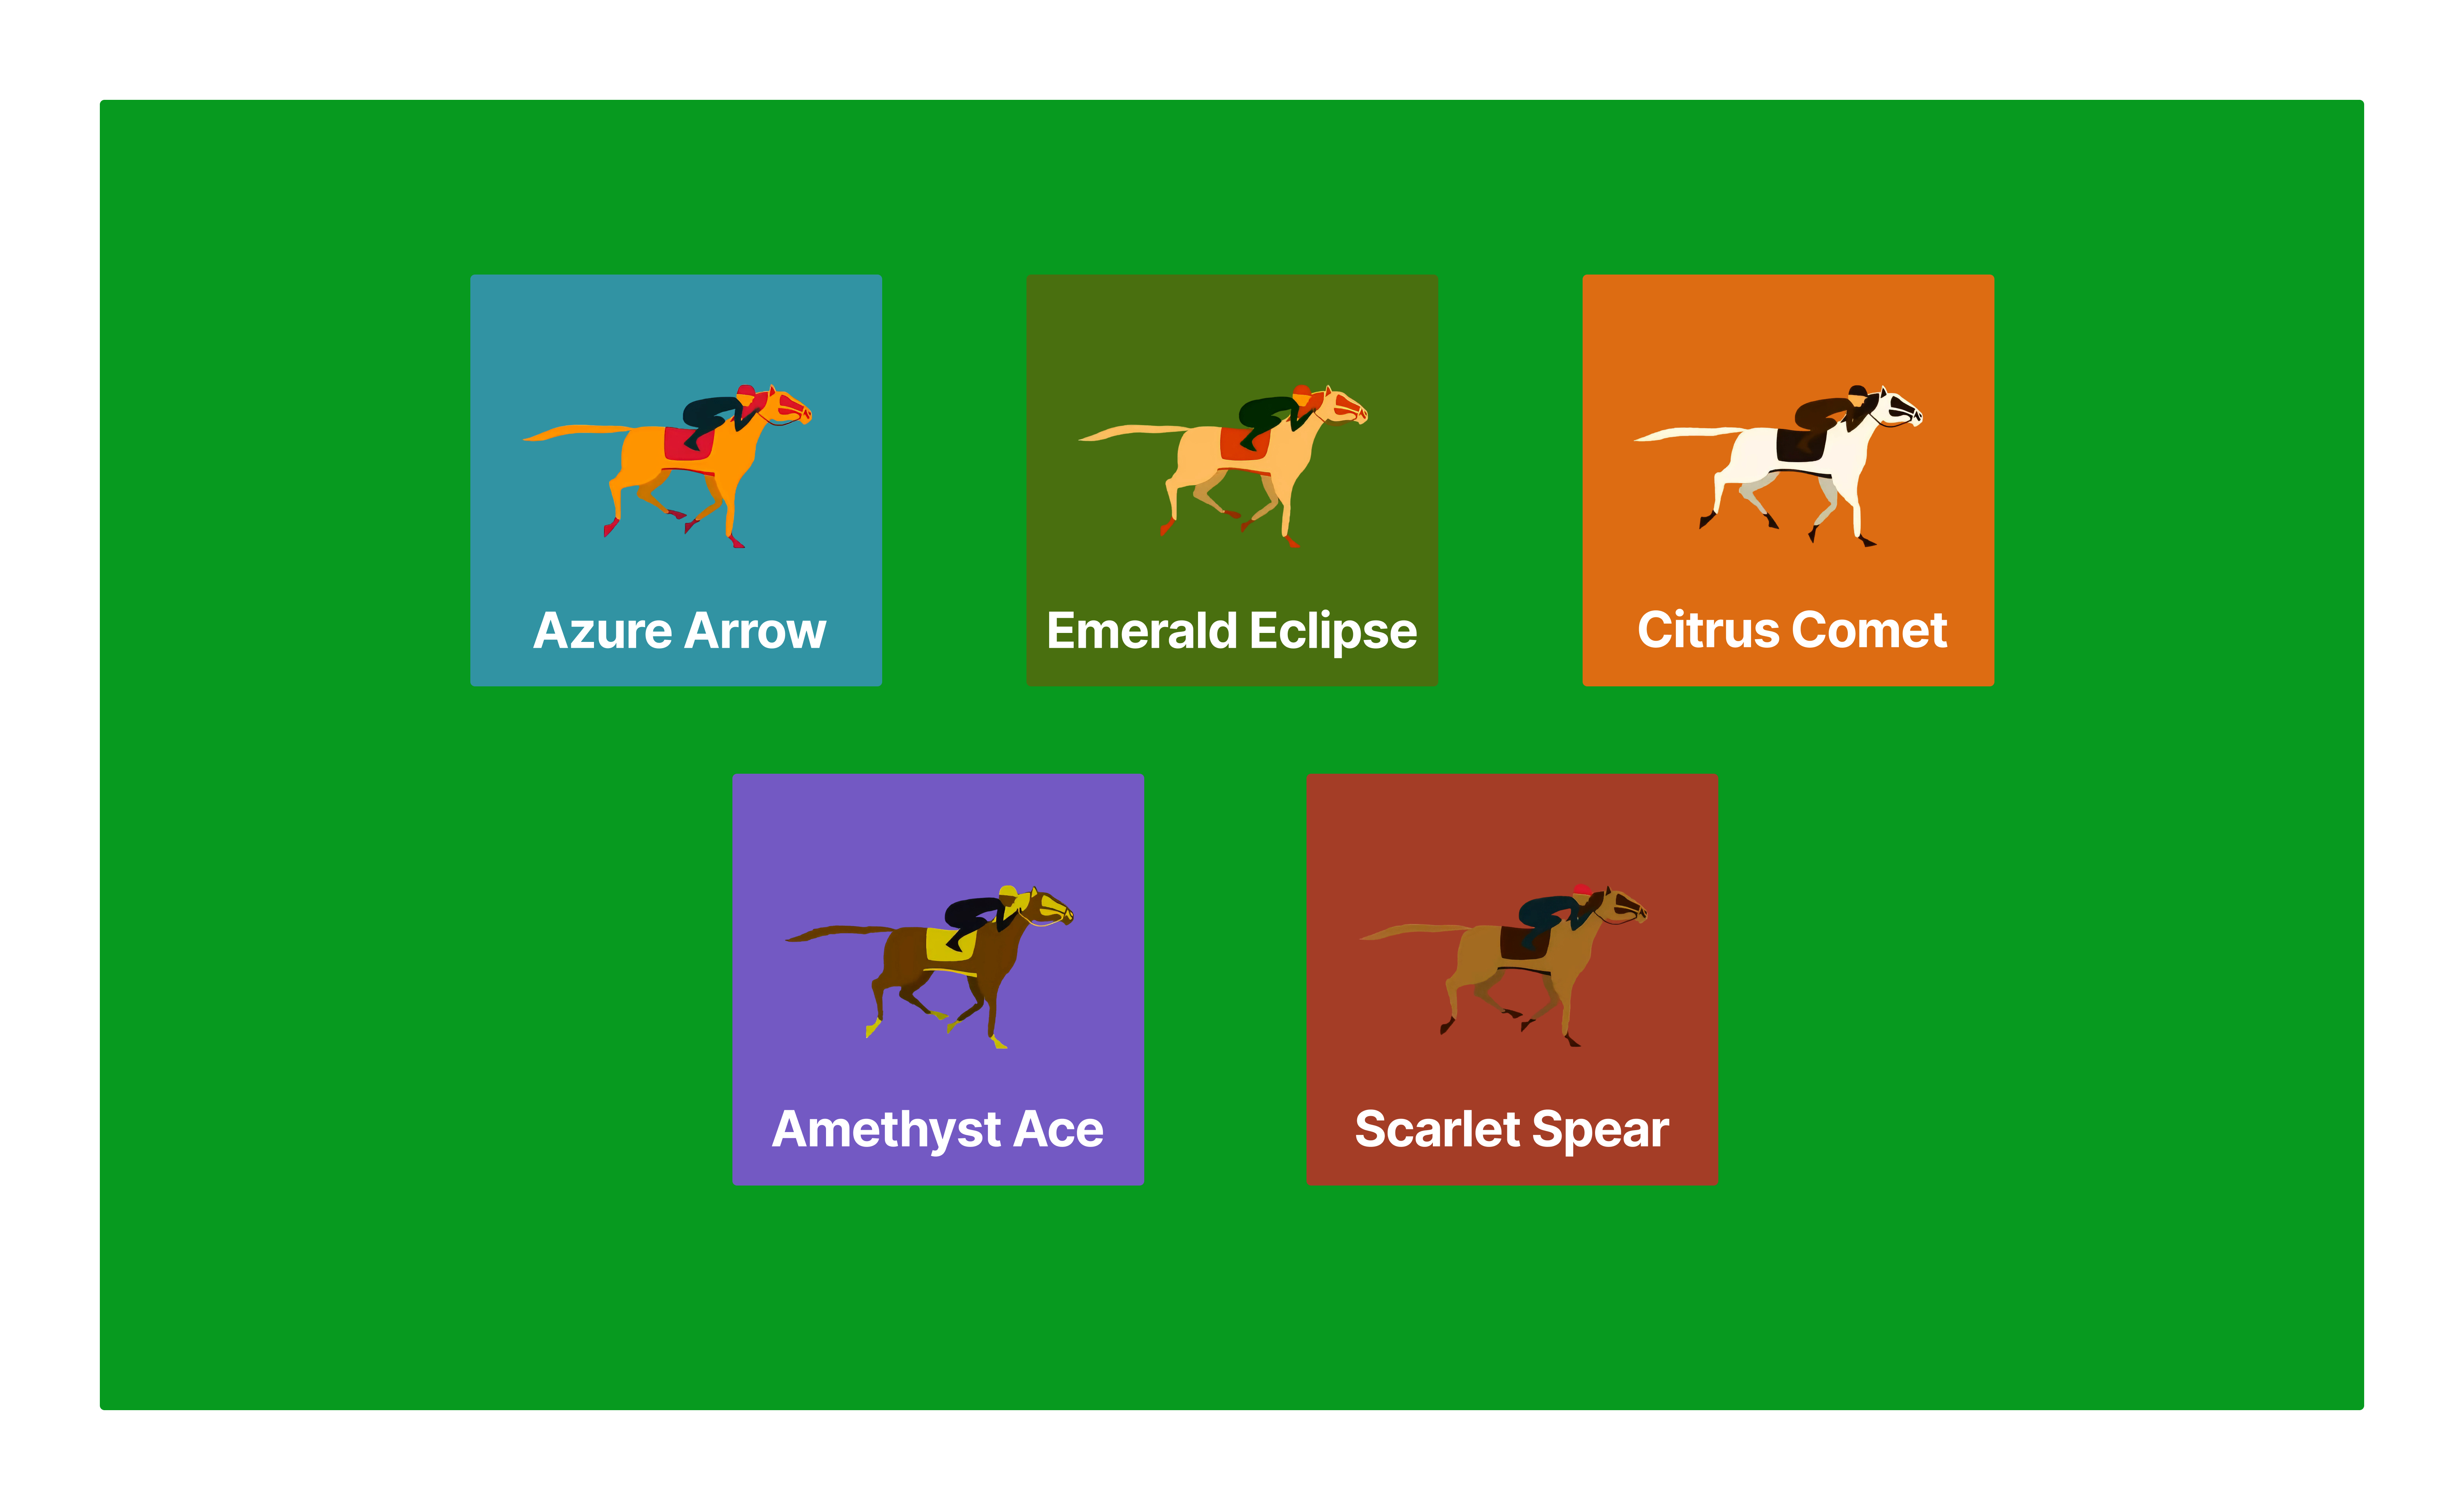 Azure Arrow
Emerald Eclipse
Citrus Comet
Amethyst Ace
Scarlet Spear